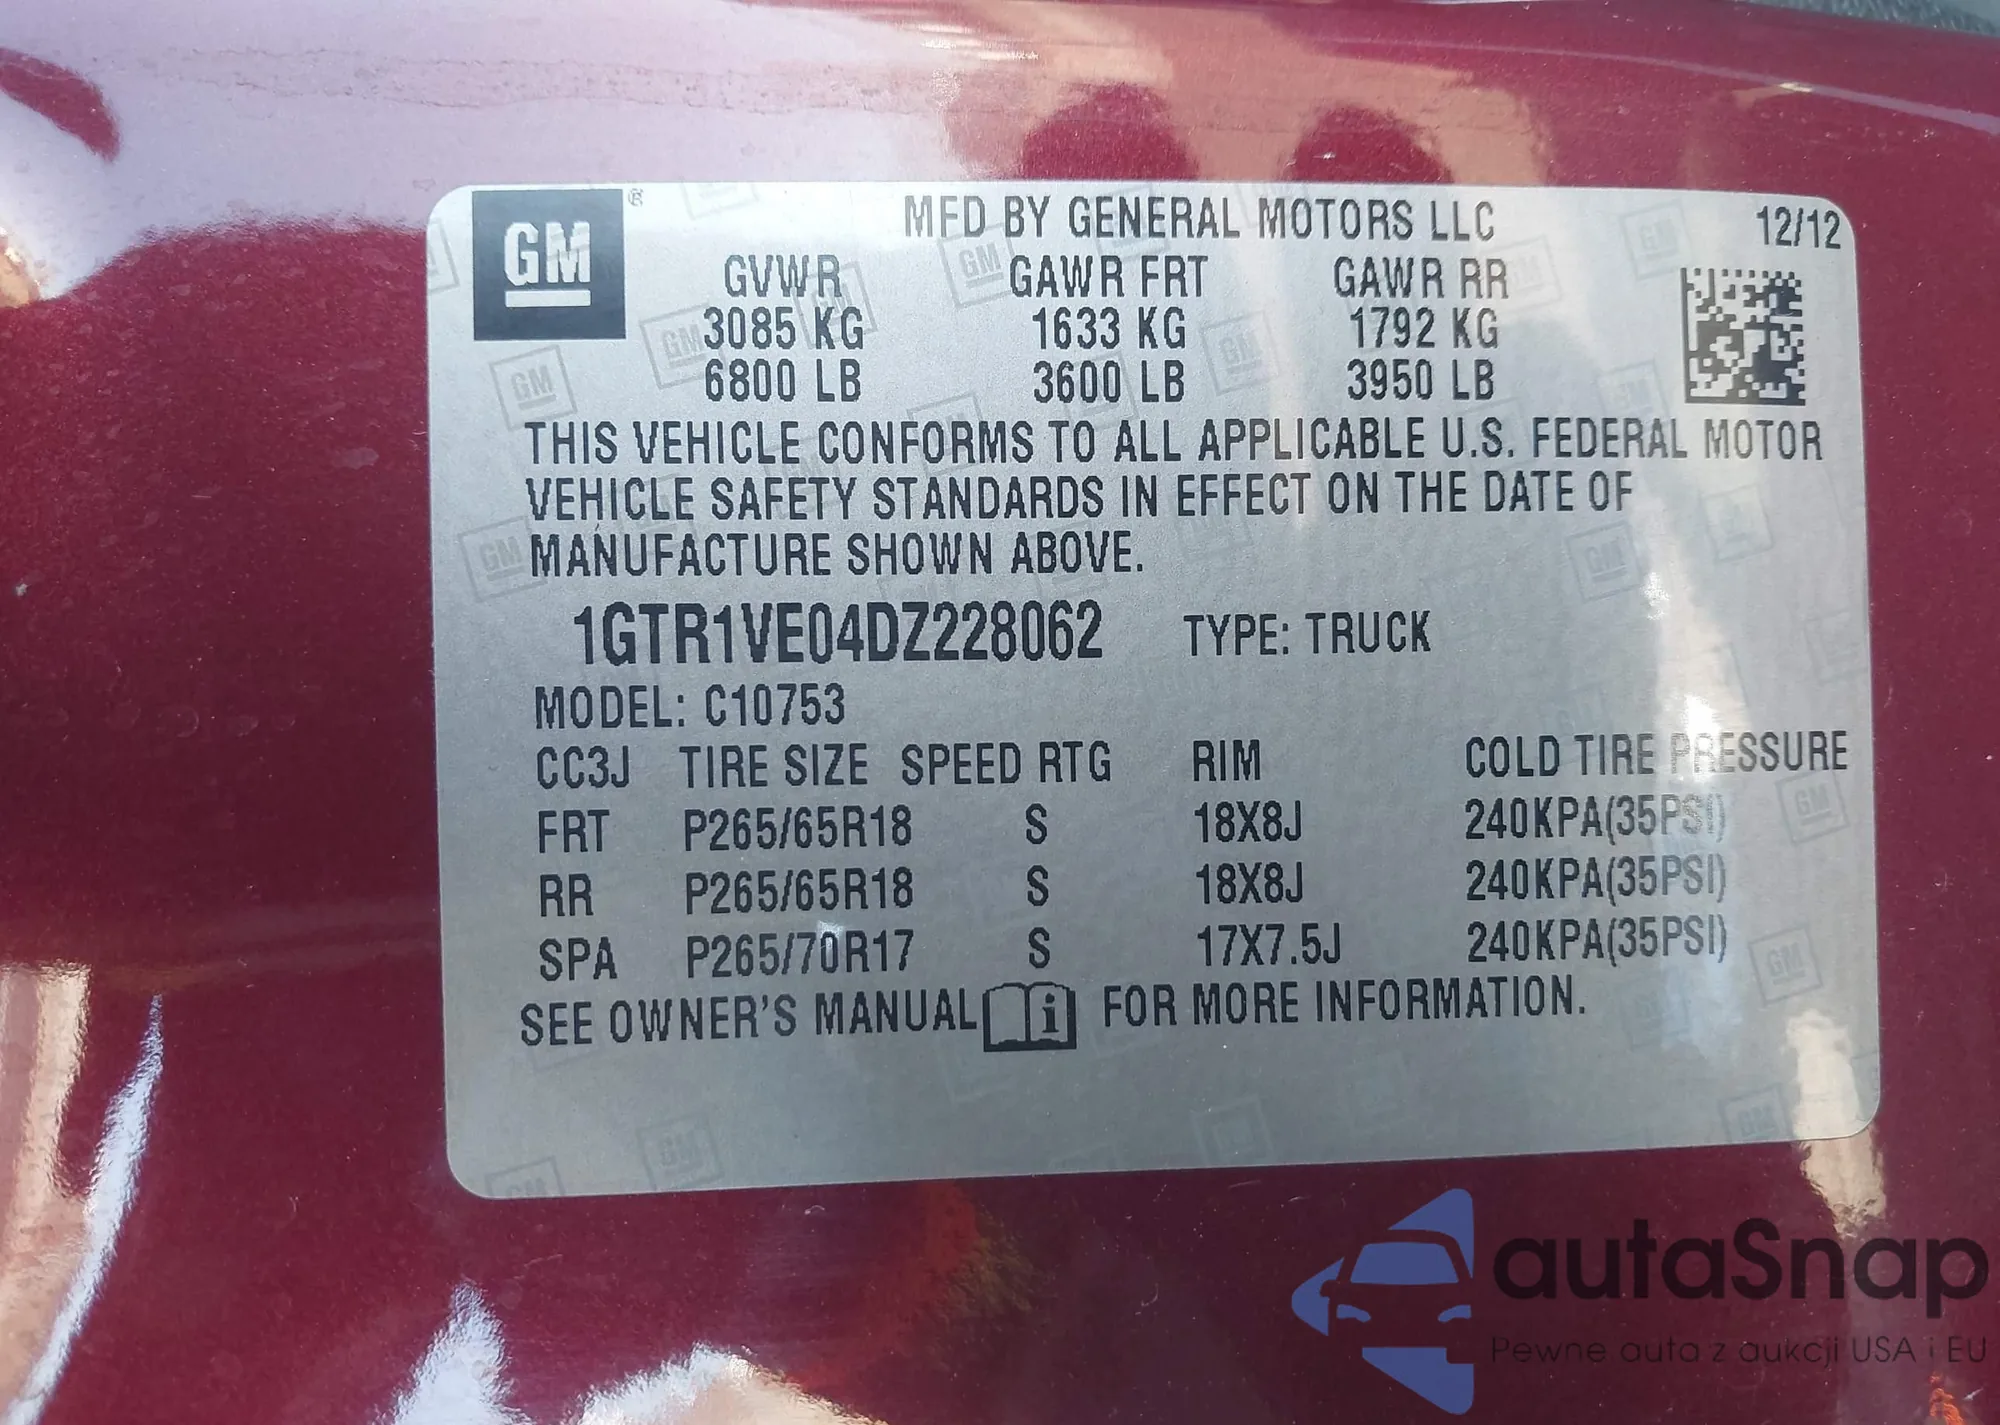 GM ®
MFD BY GENERAL MOTORS LLC 12/12
GVWR GAWR FRT GAWR RR
3085 KG 1633 KG 1792 KG
6800 LB 3600 LB 3950 LB
THIS VEHICLE CONFORMS TO ALL APPLICABLE U.S. FEDERAL MOTOR
VEHICLE SAFETY STANDARDS IN EFFECT ON THE DATE OF
MANUFACTURE SHOWN ABOVE.
1GTR1VE04DZ228062 TYPE: TRUCK
MODEL: C10753
CC3J TIRE SIZE SPEED RTG RIM COLD TIRE PRESSURE
FRT P265/65R18 S 18X8J 240KPA(35PSI)
RR P265/65R18 S 18X8J 240KPA(35PSI)
SPA P265/70R17 S 17X7.5J 240KPA(35PSI)
SEE OWNER'S MANUAL i FOR MORE INFORMATION.
autaSnap
Pewne auta z aukcji USA i EU